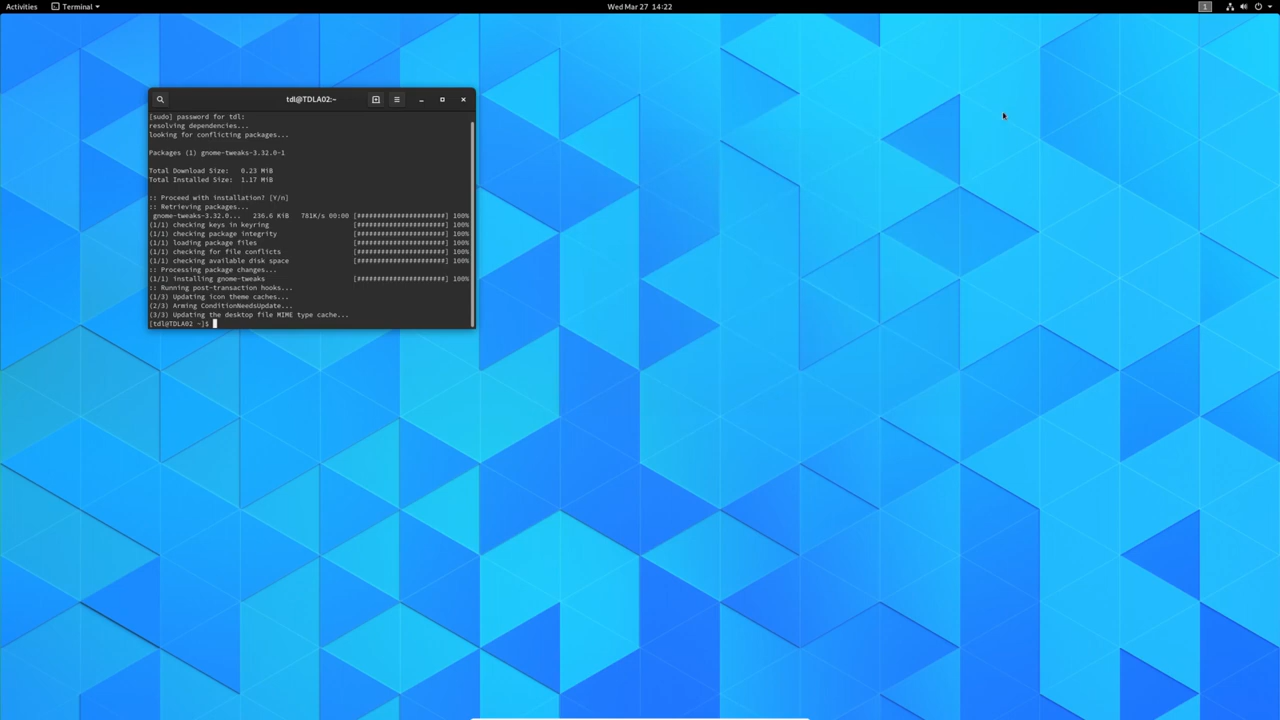 Activities Terminal Wed Mar 27 14:22 1
tdl@TDLA02:~
[sudo] password for tdl:
resolving dependencies...
looking for conflicting packages...
Packages (1) gnome-tweaks-3.32.0-1
Total Download Size: 0.23 MiB
Total Installed Size: 1.17 MiB
:: Proceed with installation? [Y/n]
:: Retrieving packages...
gnome-tweaks-3.32.0... 236.6 KiB 781K/s 00:00 [######################] 100%
(1/1) checking keys in keyring [######################] 100%
(1/1) checking package integrity [######################] 100%
(1/1) loading package files [######################] 100%
(1/1) checking for file conflicts [######################] 100%
(1/1) checking available disk space [######################] 100%
:: Processing package changes...
(1/1) installing gnome-tweaks [######################] 100%
:: Running post-transaction hooks...
(1/3) Updating icon theme caches...
(2/3) Arming ConditionNeedsUpdate...
(3/3) Updating the desktop file MIME type cache...
[tdl@TDLA02 ~]$